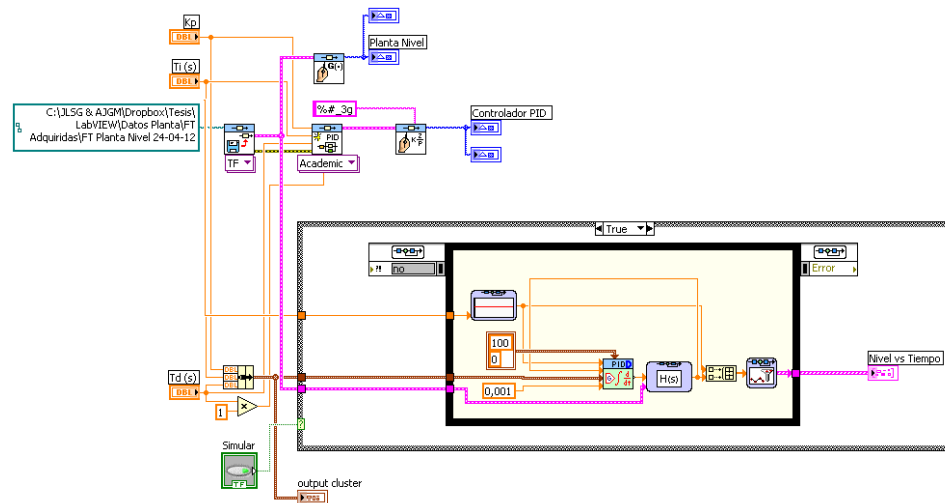 Kp
DBL
Planta Nivel
Ti (s)
DBL
G(·)
%#_3g
Controlador PID
C:\JLSG & AJGM\Dropbox\Tesis\
LabVIEW\Datos Planta\FT
Adquiridas\FT Planta Nivel 24-04-12
PID
TF
Academic
True
no
Error
100
0
PID
Nivel vs Tiempo
H(s)
DBL
DBL
DBL
Td (s)
DBL
0,001
1
?
Simular
TF
output cluster